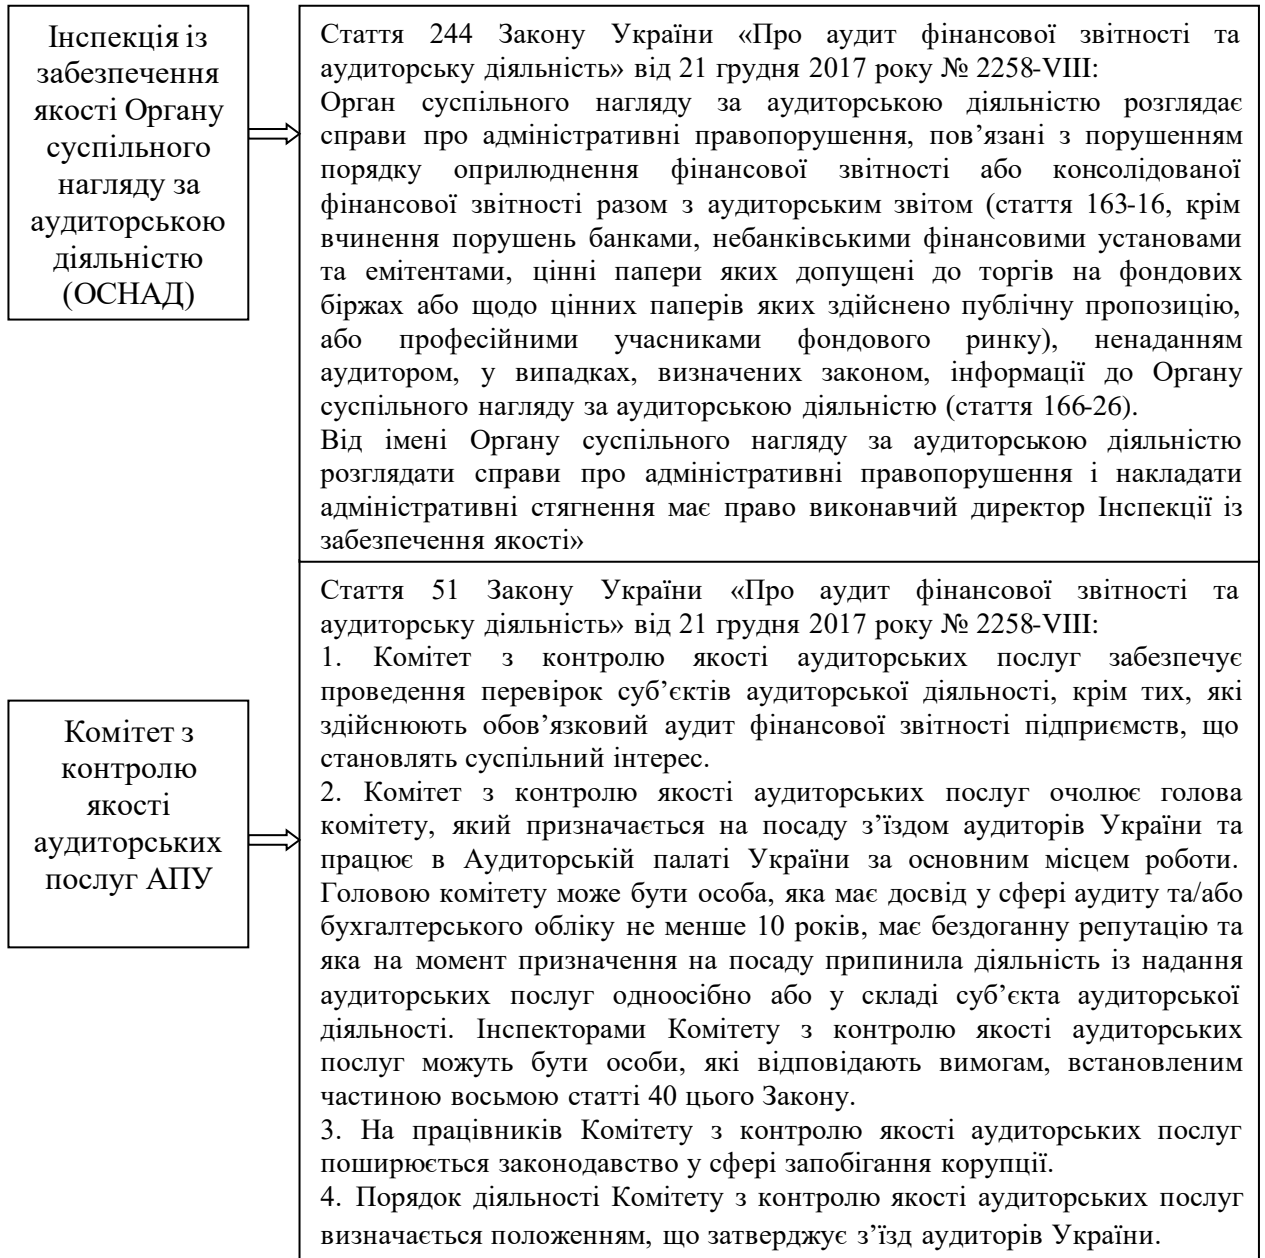 Інспекція із
забезпечення
якості Органу
суспільного
нагляду за
аудиторською
діяльністю
(ОСНАД)
Стаття 244 Закону України «Про аудит фінансової звітності та
аудиторську діяльність» від 21 грудня 2017 року № 2258-VIII:
Орган суспільного нагляду за аудиторською діяльністю розглядає
справи про адміністративні правопорушення, пов’язані з порушенням
порядку оприлюднення фінансової звітності або консолідованої
фінансової звітності разом з аудиторським звітом (стаття 163-16, крім
вчинення порушень банками, небанківськими фінансовими установами
та емітентами, цінні папери яких допущені до торгів на фондових
біржах або щодо цінних паперів яких здійснено публічну пропозицію,
або професійними учасниками фондового ринку), ненаданням
аудитором, у випадках, визначених законом, інформації до Органу
суспільного нагляду за аудиторською діяльністю (стаття 166-26).
Від імені Органу суспільного нагляду за аудиторською діяльністю
розглядати справи про адміністративні правопорушення і накладати
адміністративні стягнення має право виконавчий директор Інспекції із
забезпечення якості»
Комітет з
контролю
якості
аудиторських
послуг АПУ
Стаття 51 Закону України «Про аудит фінансової звітності та
аудиторську діяльність» від 21 грудня 2017 року № 2258-VIII:
1. Комітет з контролю якості аудиторських послуг забезпечує
проведення перевірок суб’єктів аудиторської діяльності, крім тих, які
здійснюють обов’язковий аудит фінансової звітності підприємств, що
становлять суспільний інтерес.
2. Комітет з контролю якості аудиторських послуг очолює голова
комітету, який призначається на посаду з’їздом аудиторів України та
працює в Аудиторській палаті України за основним місцем роботи.
Головою комітету може бути особа, яка має досвід у сфері аудиту та/або
бухгалтерського обліку не менше 10 років, має бездоганну репутацію та
яка на момент призначення на посаду припинила діяльність із надання
аудиторських послуг одноосібно або у складі суб’єкта аудиторської
діяльності. Інспекторами Комітету з контролю якості аудиторських
послуг можуть бути особи, які відповідають вимогам, встановленим
частиною восьмою статті 40 цього Закону.
3. На працівників Комітету з контролю якості аудиторських послуг
поширюється законодавство у сфері запобігання корупції.
4. Порядок діяльності Комітету з контролю якості аудиторських послуг
визначається положенням, що затверджує з’їзд аудиторів України.